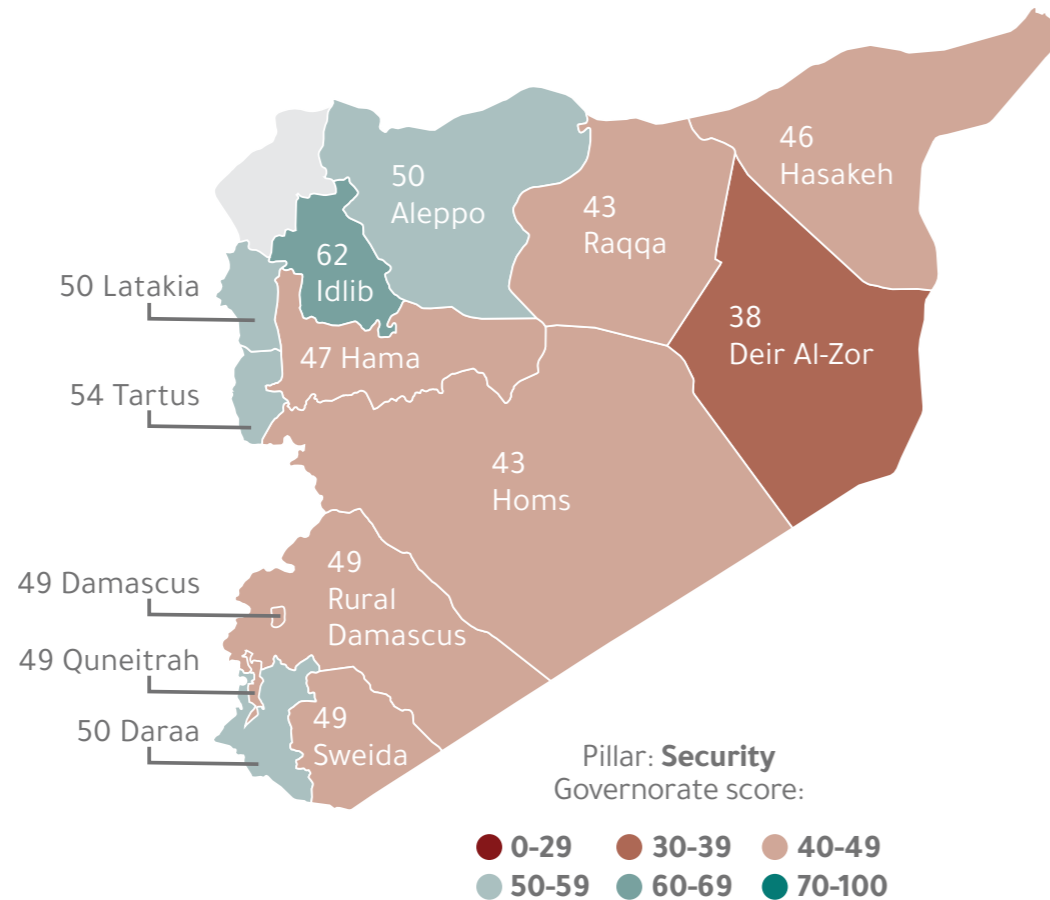 46
Hasakeh
50
Aleppo
43
Raqqa
62
Idlib
50 Latakia
38
Deir Al-Zor
47 Hama
54 Tartus
43
Homs
49 Damascus
49
Rural
Damascus
49 Quneitrah
50 Daraa
49
Sweida
Pillar: Security
Governorate score:
0-29 30-39 40-49
50-59 60-69 70-100